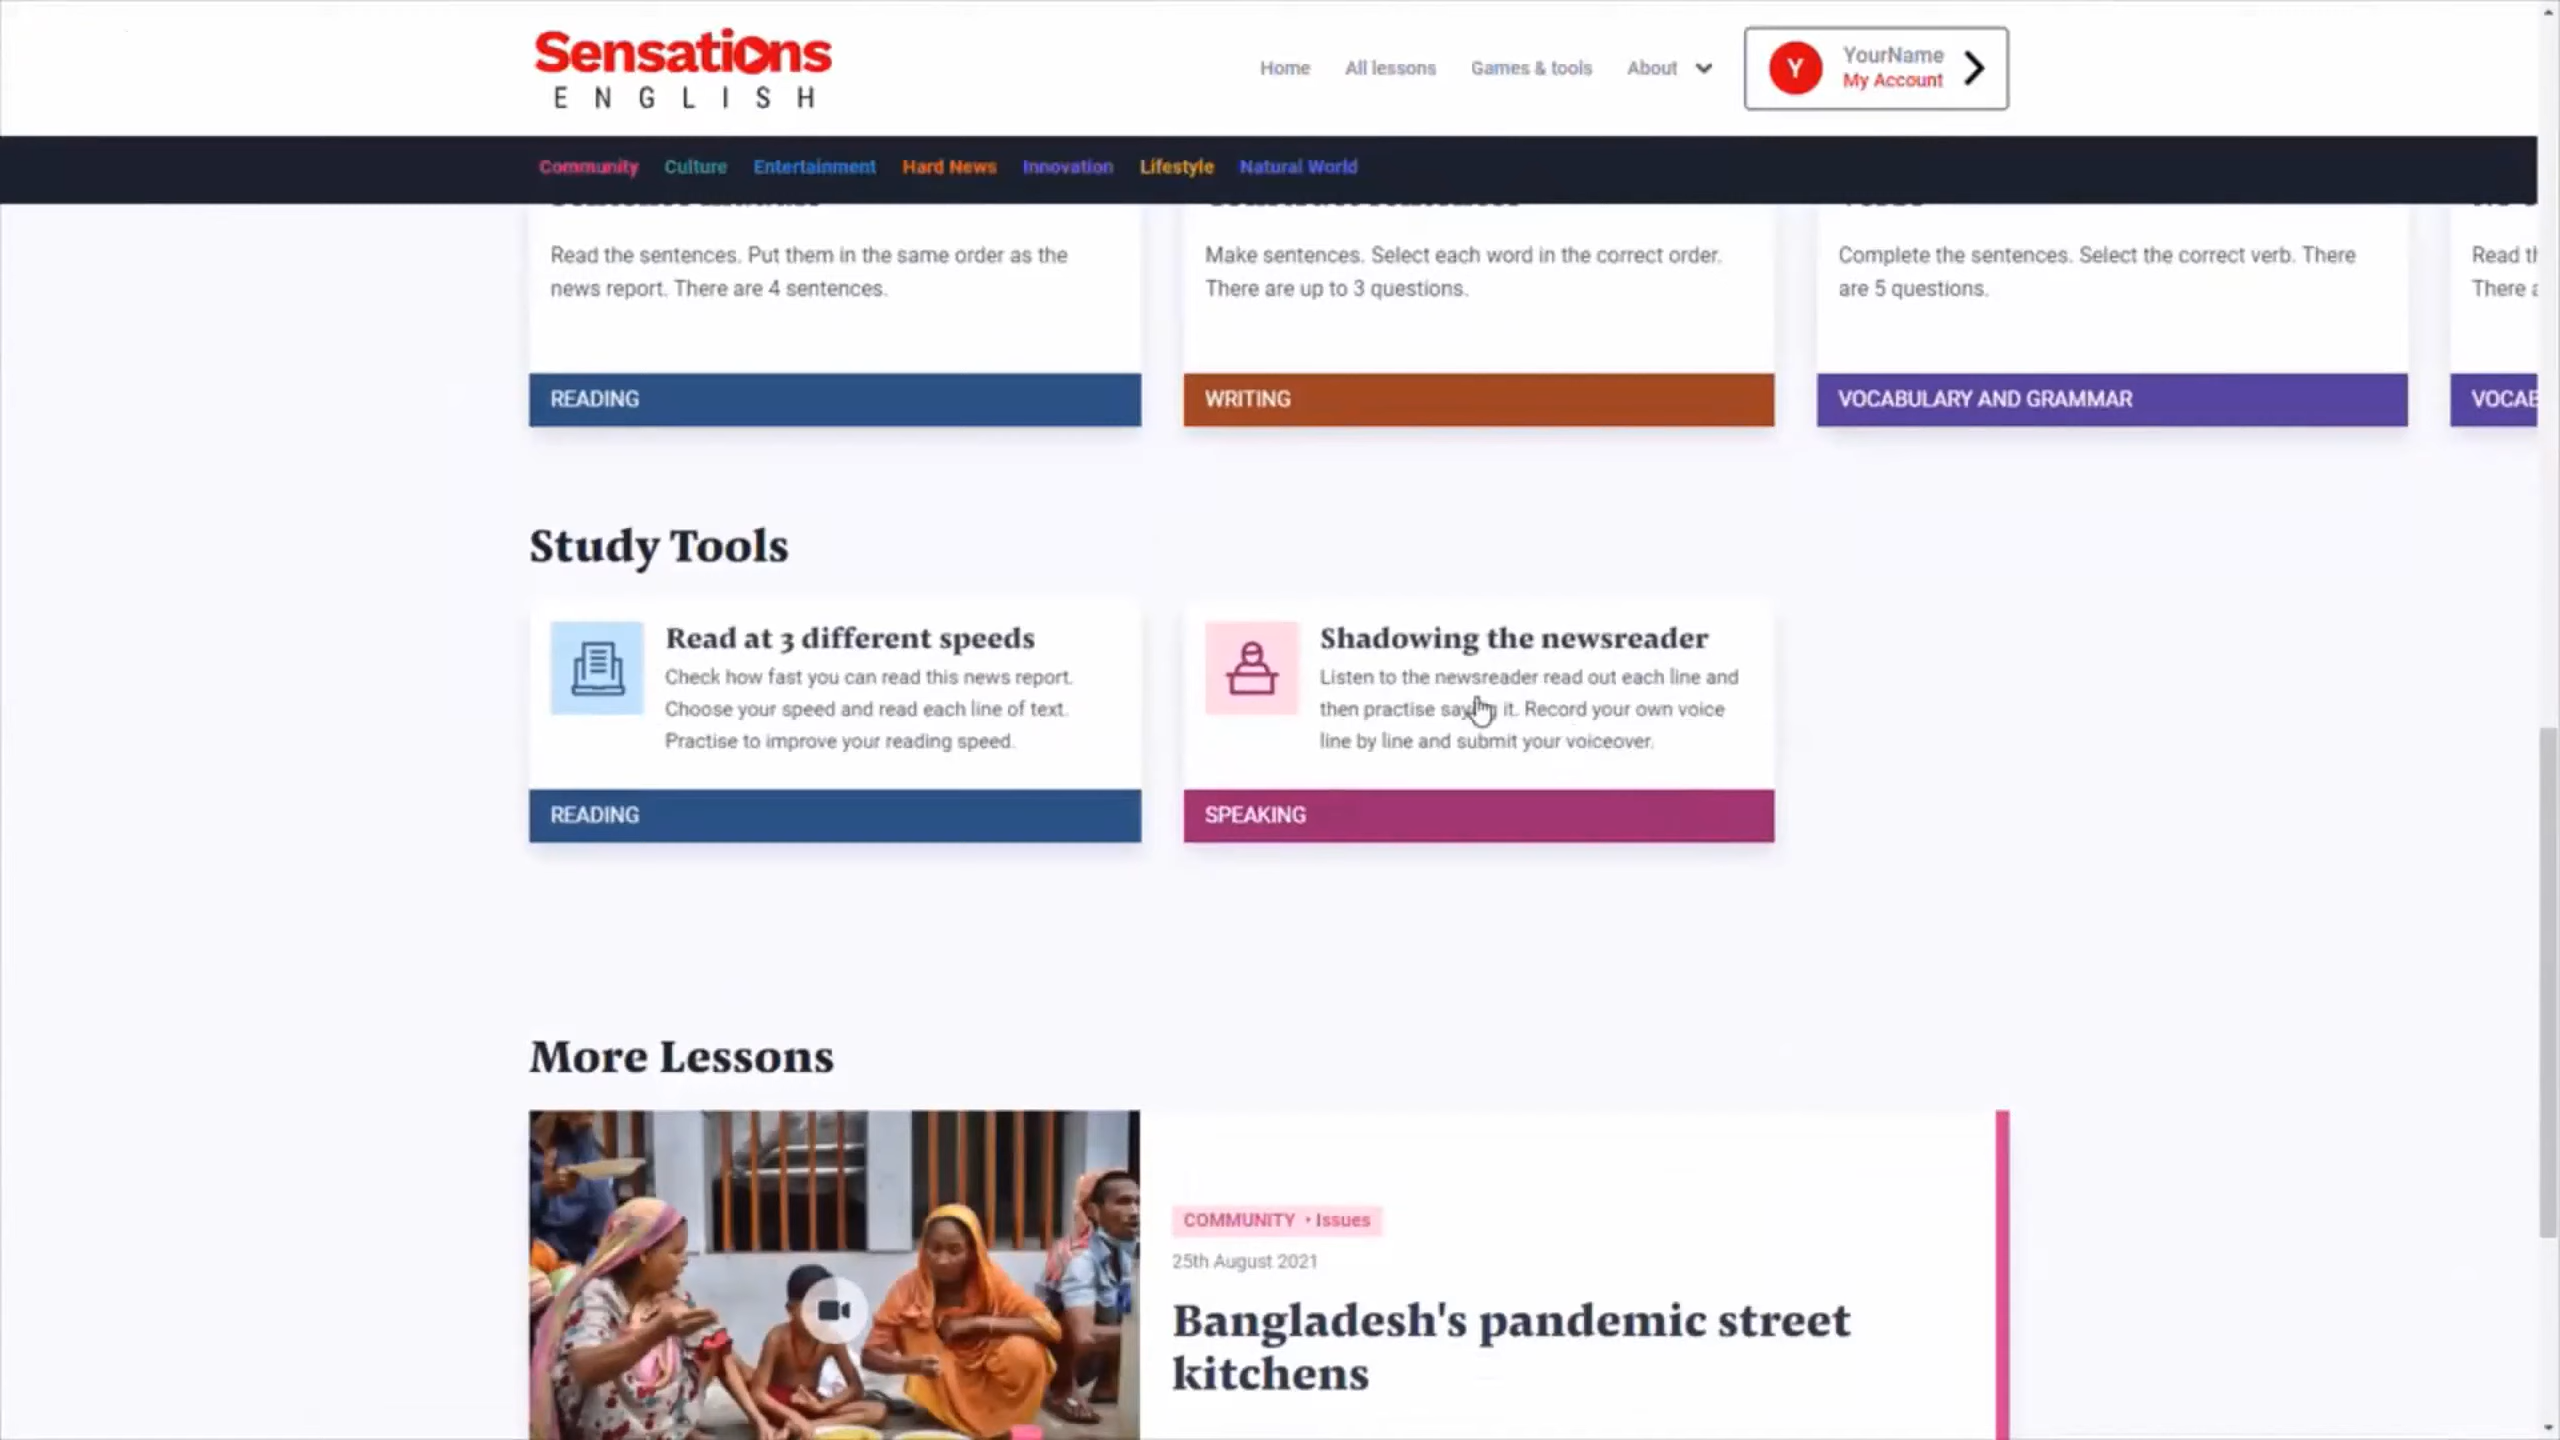 Sensations
ENGLISH
Home All lessons Games & tools About
Y YourName
My Account
Community Culture Entertainment Hard News Innovation Lifestyle Natural World
Read the sentences. Put them in the same order as the
news report. There are 4 sentences.
READING
Make sentences. Select each word in the correct order.
There are up to 3 questions.
WRITING
Complete the sentences. Select the correct verb. There
are 5 questions.
VOCABULARY AND GRAMMAR
Read
There
Study Tools
Read at 3 different speeds
Check how fast you can read this news report.
Choose your speed and read each line of text.
Practise to improve your reading speed.
READING
Shadowing the newsreader
Listen to the newsreader read out each line and
then practise saying it. Record your own voice
line by line and submit your voiceover.
SPEAKING
More Lessons
COMMUNITY • Issues
25th August 2021
Bangladesh's pandemic street
kitchens